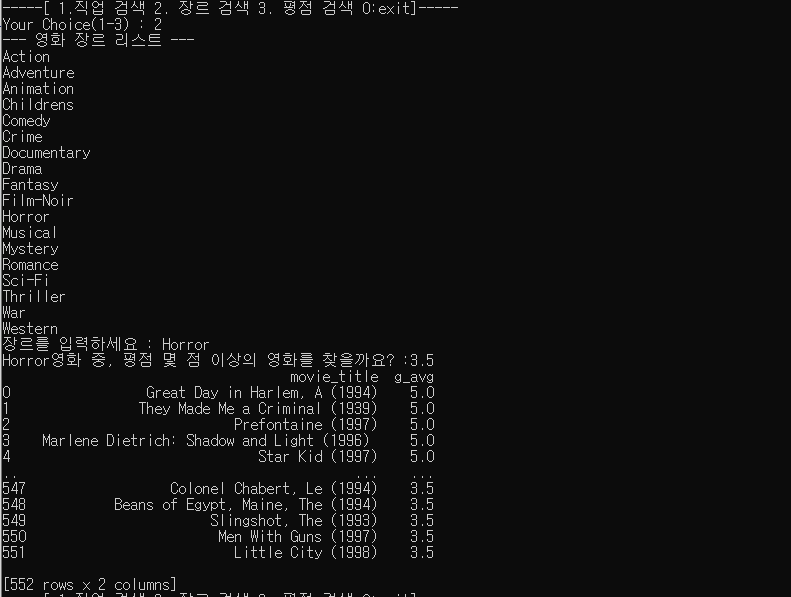 -----[ 1.직업 검색 2. 장르 검색 3. 평점 검색 0:exit]-----
Your Choice(1-3) : 2
--- 영화 장르 리스트 ---
Action
Adventure
Animation
Childrens
Comedy
Crime
Documentary
Drama
Fantasy
Film-Noir
Horror
Musical
Mystery
Romance
Sci-Fi
Thriller
War
Western
장르를 입력하세요 : Horror
Horror영화 중, 평점 몇 점 이상의 영화를 찾을까요? :3.5
movie_title g_avg
0 Great Day in Harlem, A (1994) 5.0
1 They Made Me a Criminal (1939) 5.0
2 Prefontaine (1997) 5.0
3 Marlene Dietrich: Shadow and Light (1996) 5.0
4 Star Kid (1997) 5.0
.. ... ...
547 Colonel Chabert, Le (1994) 3.5
548 Beans of Egypt, Maine, The (1994) 3.5
549 Slingshot, The (1993) 3.5
550 Men With Guns (1997) 3.5
551 Little City (1998) 3.5
[552 rows x 2 columns]